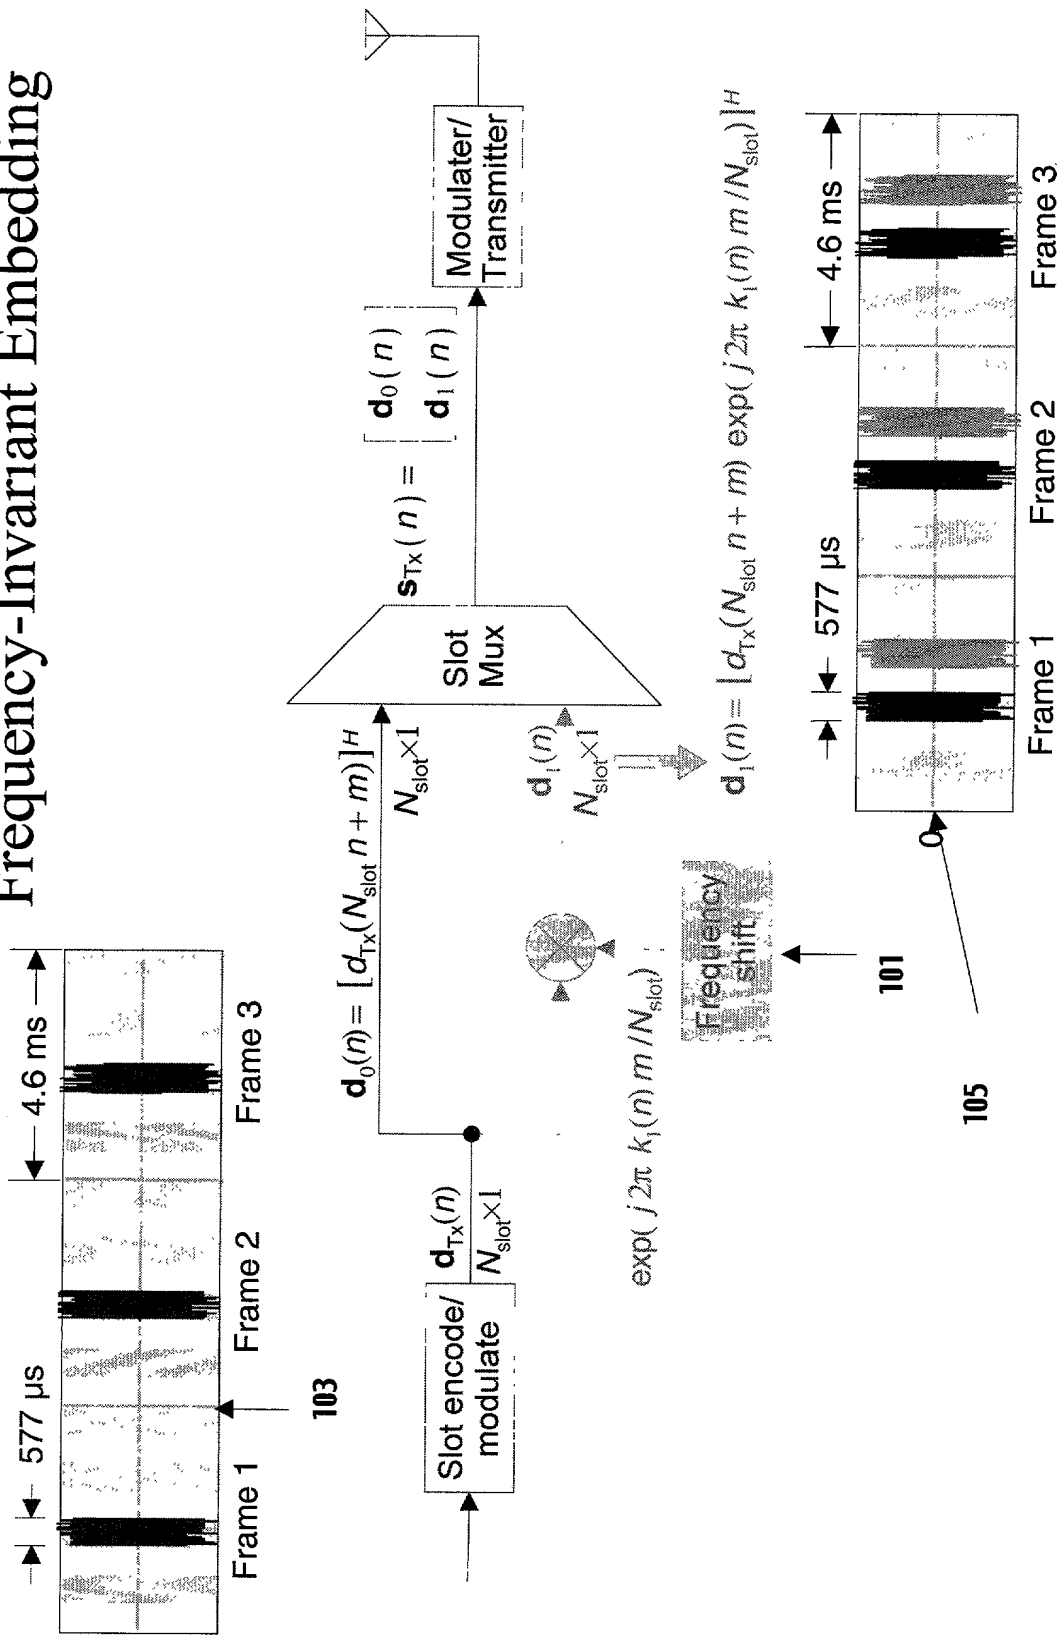 Frequency-Invariant Embedding
577 µs
4.6 ms
Frame 1
Frame 2
Frame 3
103
Slot encode/
modulate
d_Tx(n)
N_slot×1
d_0(n) = [d_Tx(N_slot n + m)]^H
N_slot×1
exp( j2π k_1(n) m/N_slot)
Frequency
shift
101
d_1(n)
N_slot×1
Slot
Mux
s_Tx(n) = [d_0(n)
d_1(n)]
Modulater/
Transmitter
d_1(n) = [d_Tx(N_slot n + m) exp( j2π k_1(n) m/N_slot)]^H
577 µs
4.6 ms
0
Frame 1
Frame 2
Frame 3
105